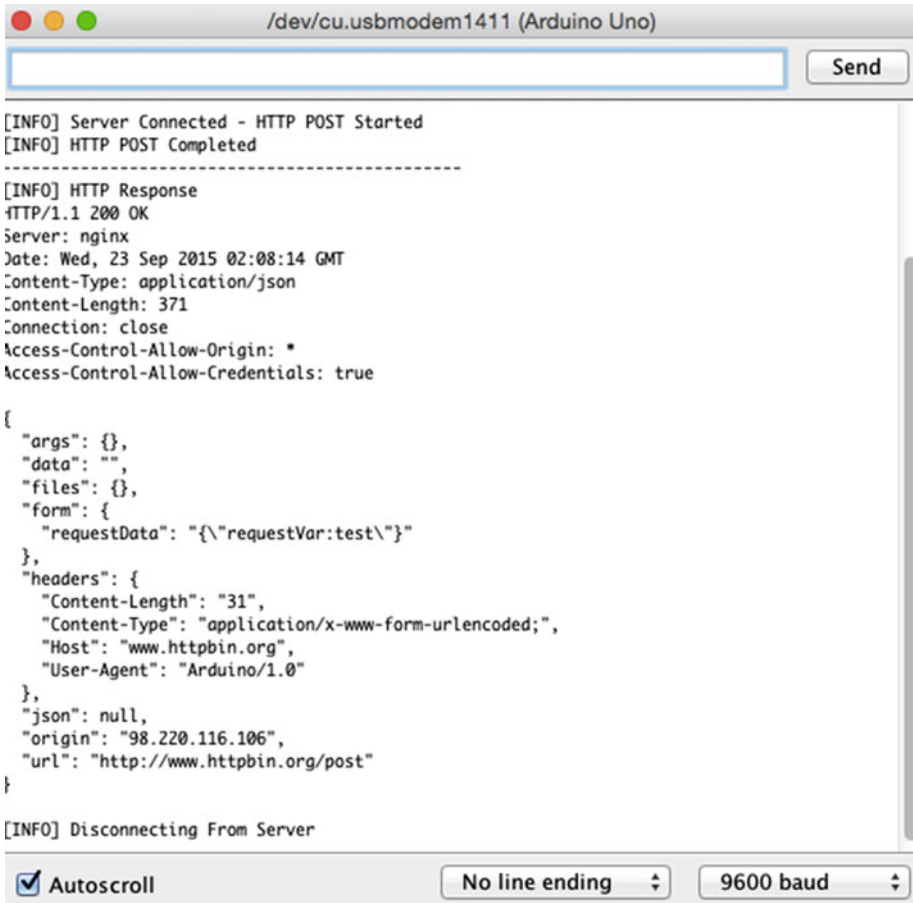 /dev/cu.usbmodem1411 (Arduino Uno)
Send
[INFO] Server Connected - HTTP POST Started
[INFO] HTTP POST Completed
------------------------------------------------
[INFO] HTTP Response
HTTP/1.1 200 OK
Server: nginx
Date: Wed, 23 Sep 2015 02:08:14 GMT
Content-Type: application/json
Content-Length: 371
Connection: close
Access-Control-Allow-Origin: *
Access-Control-Allow-Credentials: true
{
"args": {},
"data": "",
"files": {},
"form": {
"requestData": "{\"requestVar:test\"}"
},
"headers": {
"Content-Length": "31",
"Content-Type": "application/x-www-form-urlencoded;",
"Host": "www.httpbin.org",
"User-Agent": "Arduino/1.0"
},
"json": null,
"origin": "98.220.116.106",
"url": "http://www.httpbin.org/post"
}
[INFO] Disconnecting From Server
Autoscroll
No line ending
9600 baud